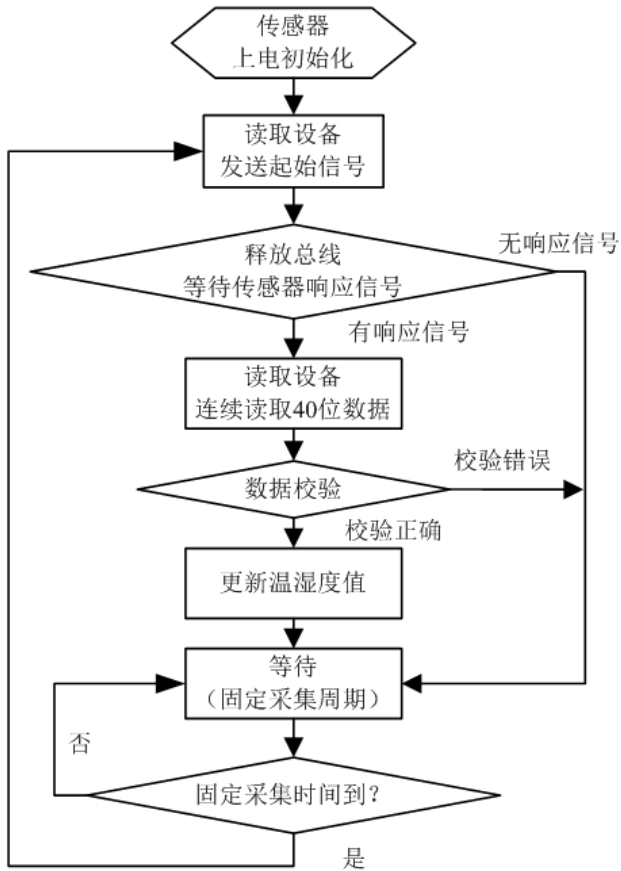 传感器
上电初始化
读取设备
发送起始信号
无响应信号
释放总线
等待传感器响应信号
有响应信号
读取设备
连续读取40位数据
校验错误
数据校验
校验正确
更新温湿度值
等待
（固定采集周期）
否
固定采集时间到？
是